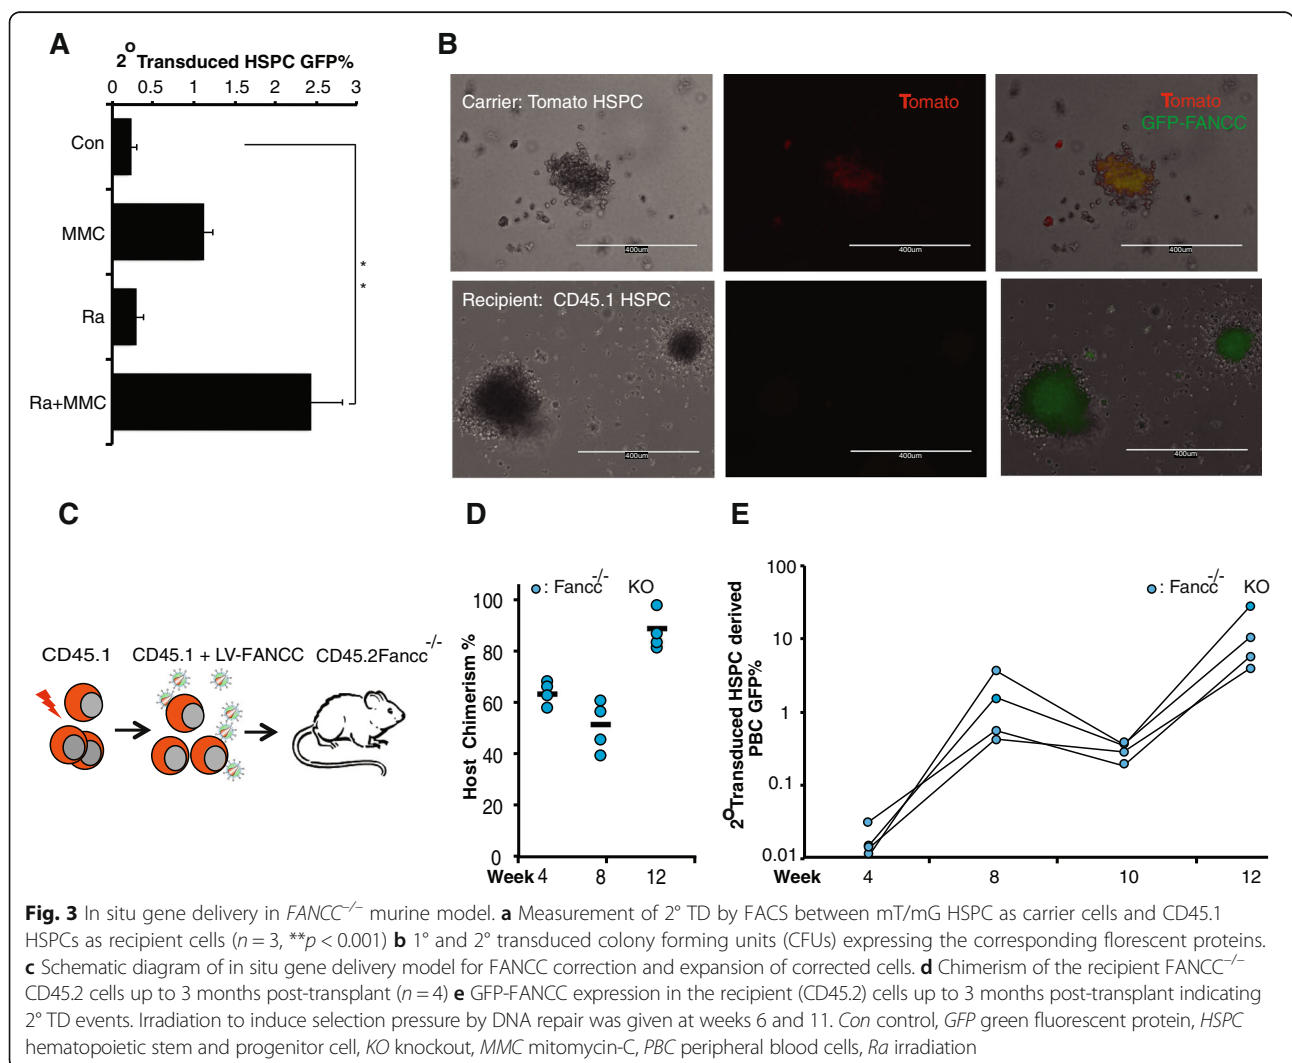 A
2° Transduced HSPC GFP%
0 0.5 1 1.5 2 2.5 3
Con
MMC
Ra
Ra+MMC
*
*
B
Carrier: Tomato HSPC
Tomato
Tomato
GFP-FANCC
400um
400um
400um
Recipient: CD45.1 HSPC
400um
400um
400um
C
CD45.1
CD45.1 + LV-FANCC
CD45.2Fancc-/-
D
: Fancc-/- KO
Host Chimerism %
100
80
60
40
20
0
Week 4 8 12
E
: Fancc-/- KO
2°Transduced HSPC derived
PBC GFP%
100
10
1
0.1
0.01
Week 4 8 10 12
Fig. 3 In situ gene delivery in FANCC−/− murine model. a Measurement of 2° TD by FACS between mT/mG HSPC as carrier cells and CD45.1
HSPCs as recipient cells (n = 3, **p < 0.001) b 1° and 2° transduced colony forming units (CFUs) expressing the corresponding florescent proteins.
c Schematic diagram of in situ gene delivery model for FANCC correction and expansion of corrected cells. d Chimerism of the recipient FANCC−/−
CD45.2 cells up to 3 months post-transplant (n = 4) e GFP-FANCC expression in the recipient (CD45.2) cells up to 3 months post-transplant indicating
2° TD events. Irradiation to induce selection pressure by DNA repair was given at weeks 6 and 11. Con control, GFP green fluorescent protein, HSPC
hematopoietic stem and progenitor cell, KO knockout, MMC mitomycin-C, PBC peripheral blood cells, Ra irradiation